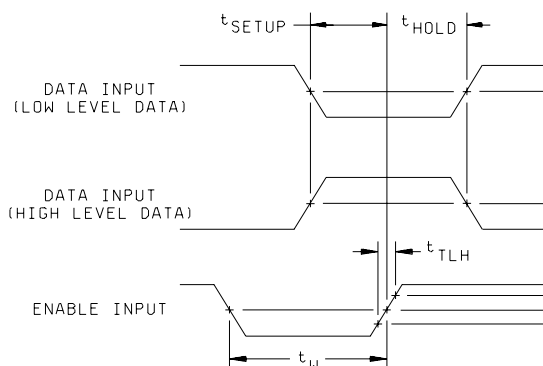 tSETUP
tHOLD
DATA INPUT
(LOW LEVEL DATA)
DATA INPUT
(HIGH LEVEL DATA)
tTLH
ENABLE INPUT